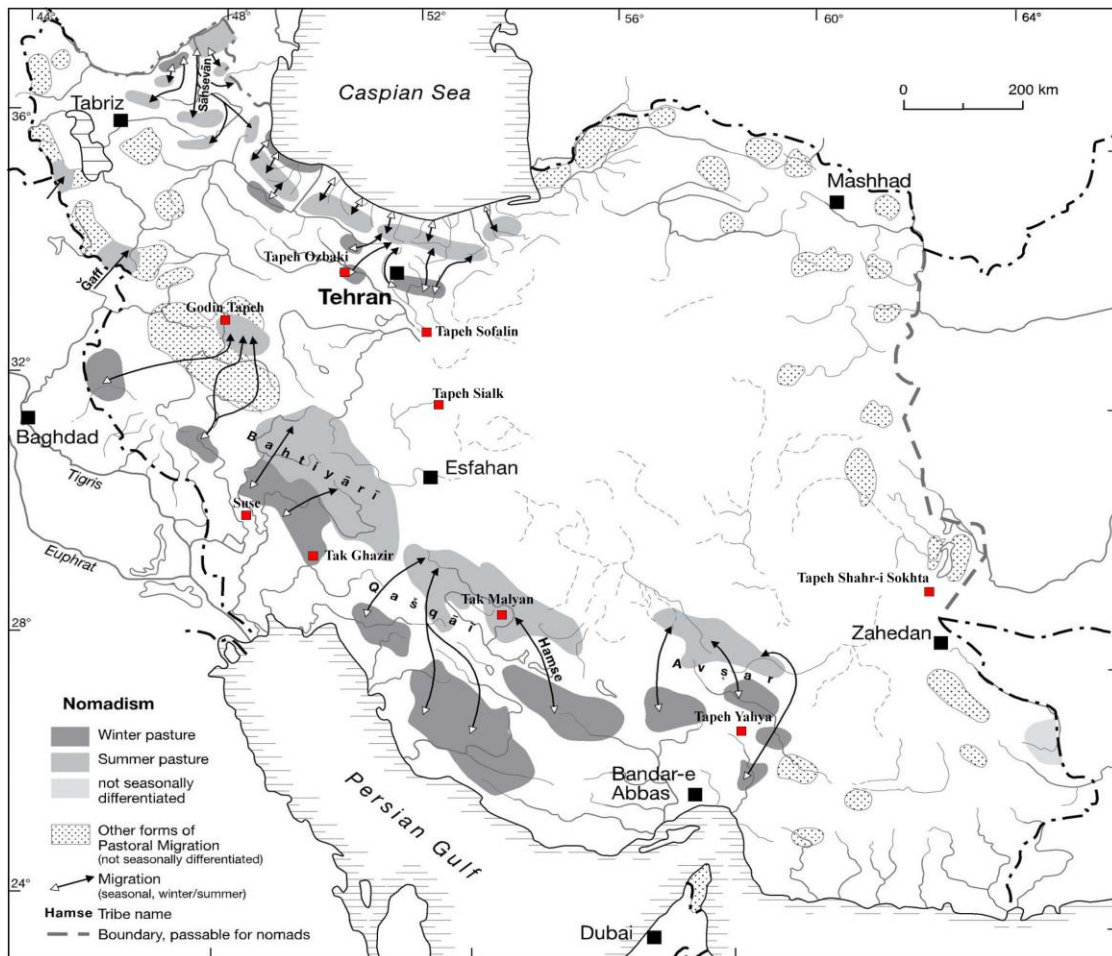 44°
48°
52°
56°
60°
64°
0
200 km
Caspian Sea
Šāhsevān
Tabriz
36°
Mashhad
Tapeh Ozbaki
Ǧaff
Tehran
Godin Tapeh
Tapeh Sofalin
32°
Tapeh Sialk
Baghdad
Bahtiyārī
Esfahan
Tigris
Suse
Euphrat
Tak Ghazir
Tapeh Shahr-i Sokhta
Qašqāī
Tak Malyan
28°
Zahedan
Hamse
Avšar
Tapeh Yahya
Bandar-e
Abbas
Persian Gulf
24°
Dubai
Nomadism
Winter pasture
Summer pasture
not seasonally
differentiated
Other forms of
Pastoral Migration
(not seasonally differentiated)
Migration
(seasonal, winter/summer)
Hamse Tribe name
Boundary, passable for nomads